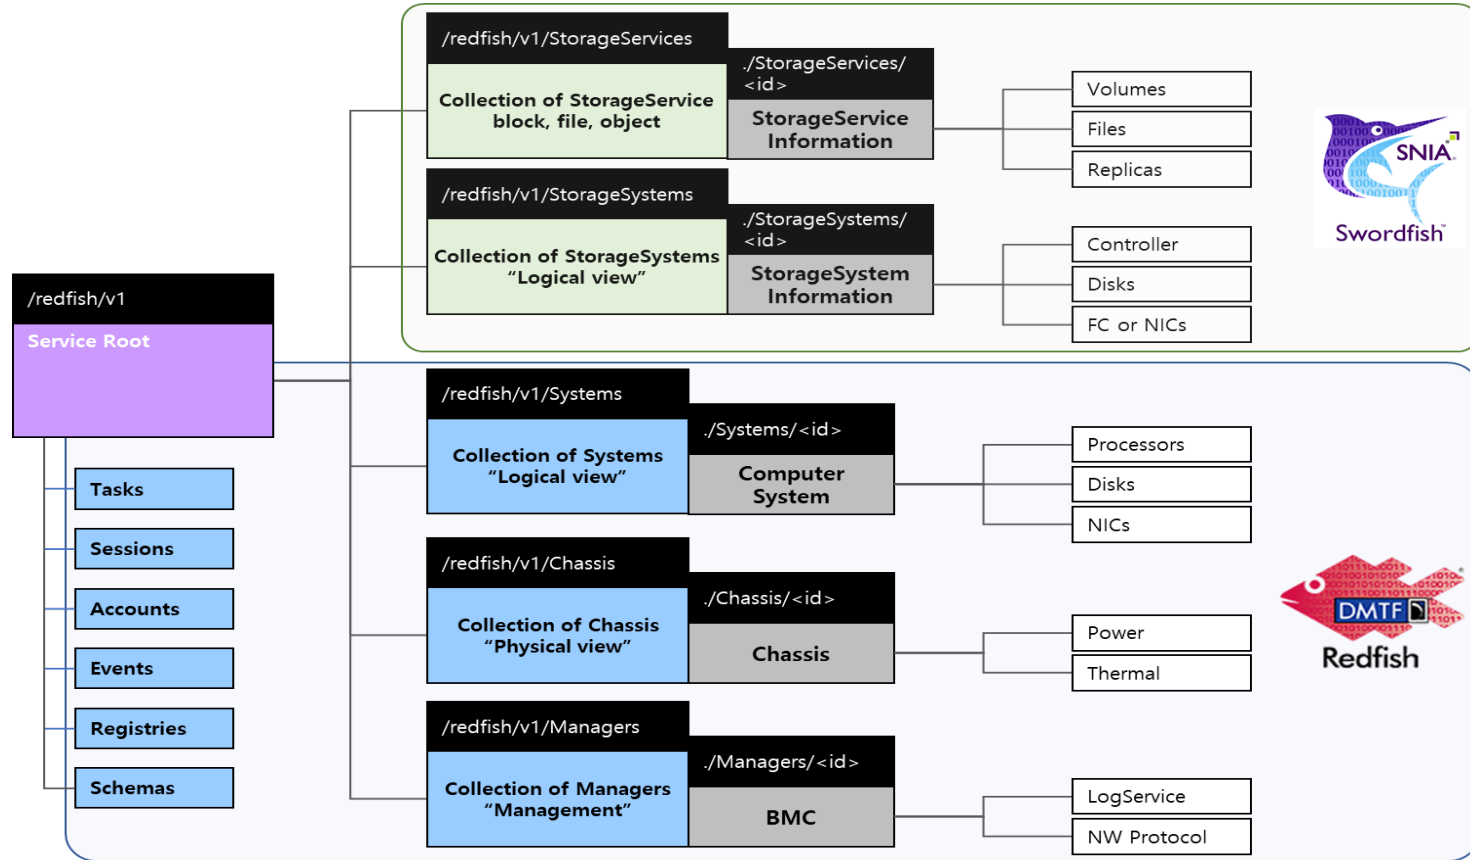 /redfish/v1/StorageServices
Collection of StorageService
block, file, object
./StorageServices/
<id>
StorageService
Information
Volumes
Files
Replicas
SNIA
Swordfish™
/redfish/v1/StorageSystems
Collection of StorageSystems
“Logical view”
./StorageSystems/
<id>
StorageSystem
Information
Controller
Disks
FC or NICs
/redfish/v1
Service Root
Tasks
Sessions
Accounts
Events
Registries
Schemas
/redfish/v1/Systems
Collection of Systems
“Logical view”
./Systems/<id>
Computer
System
Processors
Disks
NICs
/redfish/v1/Chassis
Collection of Chassis
“Physical view”
./Chassis/<id>
Chassis
Power
Thermal
DMTF
Redfish
/redfish/v1/Managers
Collection of Managers
“Management”
./Managers/<id>
BMC
LogService
NW Protocol